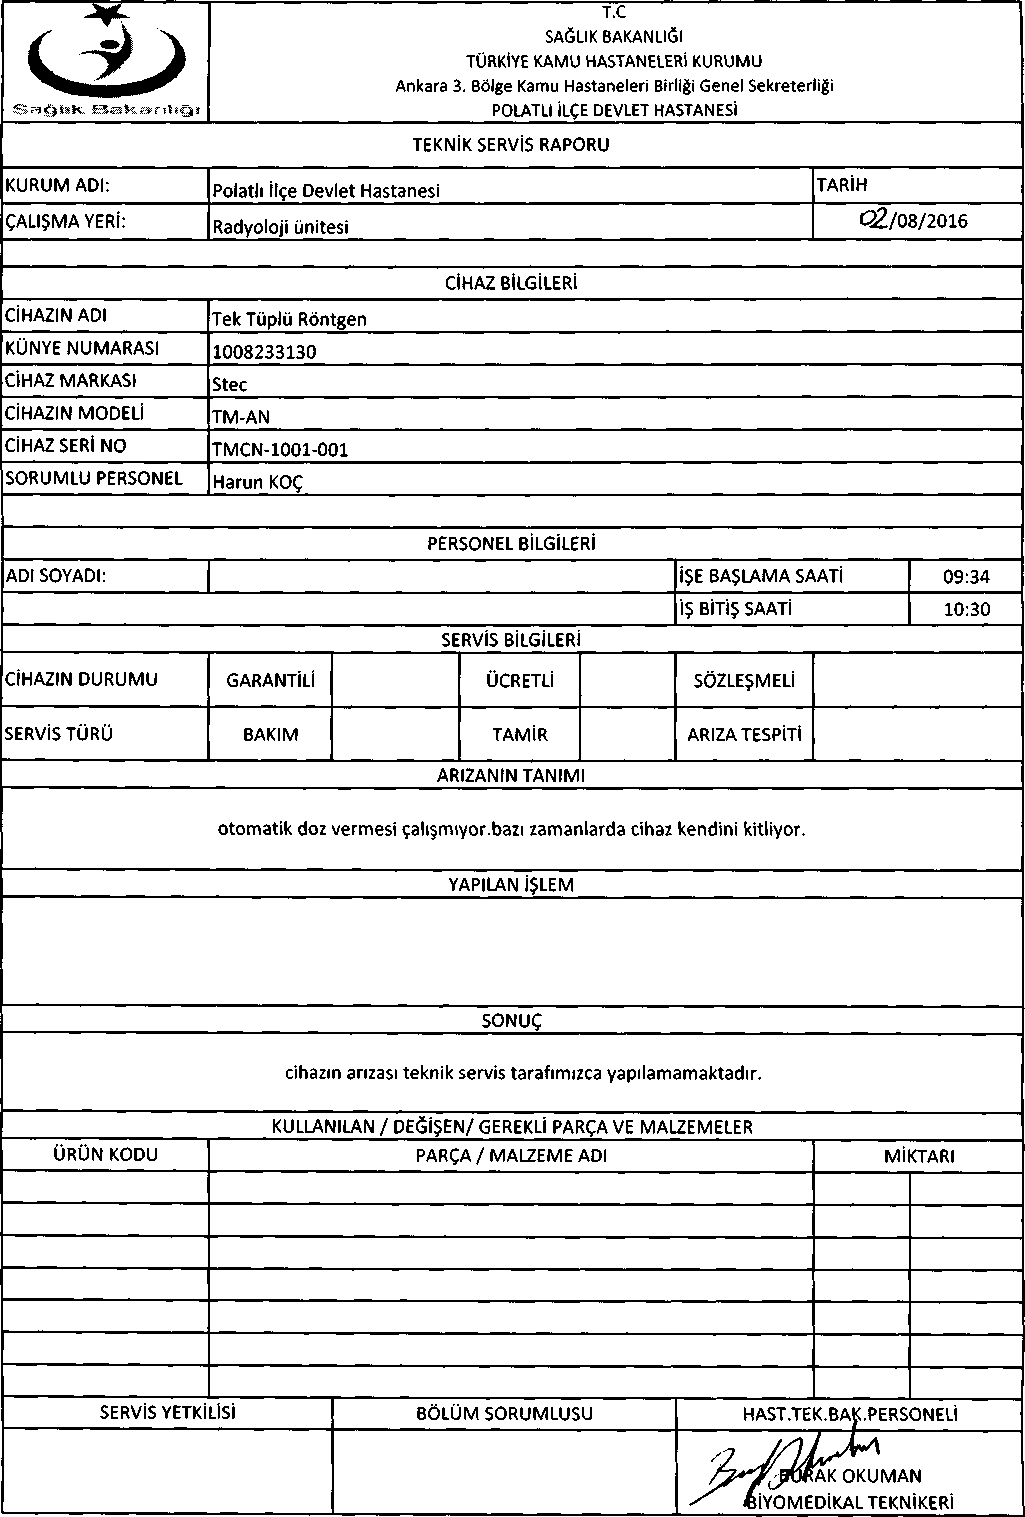 T.C
SAĞLIK BAKANLIĞI
TÜRKİYE KAMU HASTANELERİ KURUMU
Ankara 3. Bölge Kamu Hastaneleri Birliği Genel Sekreterliği
POLATLI İLÇE DEVLET HASTANESİ
Sağlık Bakanlığı
TEKNİK SERVİS RAPORU
KURUM ADI: Polatlı İlçe Devlet Hastanesi TARİH
ÇALIŞMA YERİ: Radyoloji ünitesi 02/08/2016
CİHAZ BİLGİLERİ
CİHAZIN ADI Tek Tüplü Röntgen
KÜNYE NUMARASI 1008233130
CİHAZ MARKASI Stec
CİHAZIN MODELİ TM-AN
CİHAZ SERİ NO TMCN-1001-001
SORUMLU PERSONEL Harun KOÇ
PERSONEL BİLGİLERİ
ADI SOYADI: İŞE BAŞLAMA SAATİ 09:34
İŞ BİTİŞ SAATİ 10:30
SERVİS BİLGİLERİ
CİHAZIN DURUMU GARANTİLİ ÜCRETLİ SÖZLEŞMELİ
SERVİS TÜRÜ BAKIM TAMİR ARIZA TESPİTİ
ARIZANIN TANIMI
otomatik doz vermesi çalışmıyor.bazı zamanlarda cihaz kendini kitliyor.
YAPILAN İŞLEM
SONUÇ
cihazın arızası teknik servis tarafımızca yapılamamaktadır.
KULLANILAN / DEĞİŞEN/ GEREKLİ PARÇA VE MALZEMELER
ÜRÜN KODU PARÇA / MALZEME ADI MİKTARI
SERVİS YETKİLİSİ BÖLÜM SORUMLUSU HAST.TEK.BAK.PERSONELİ
BURAK OKUMAN
BİYOMEDİKAL TEKNİKERİ